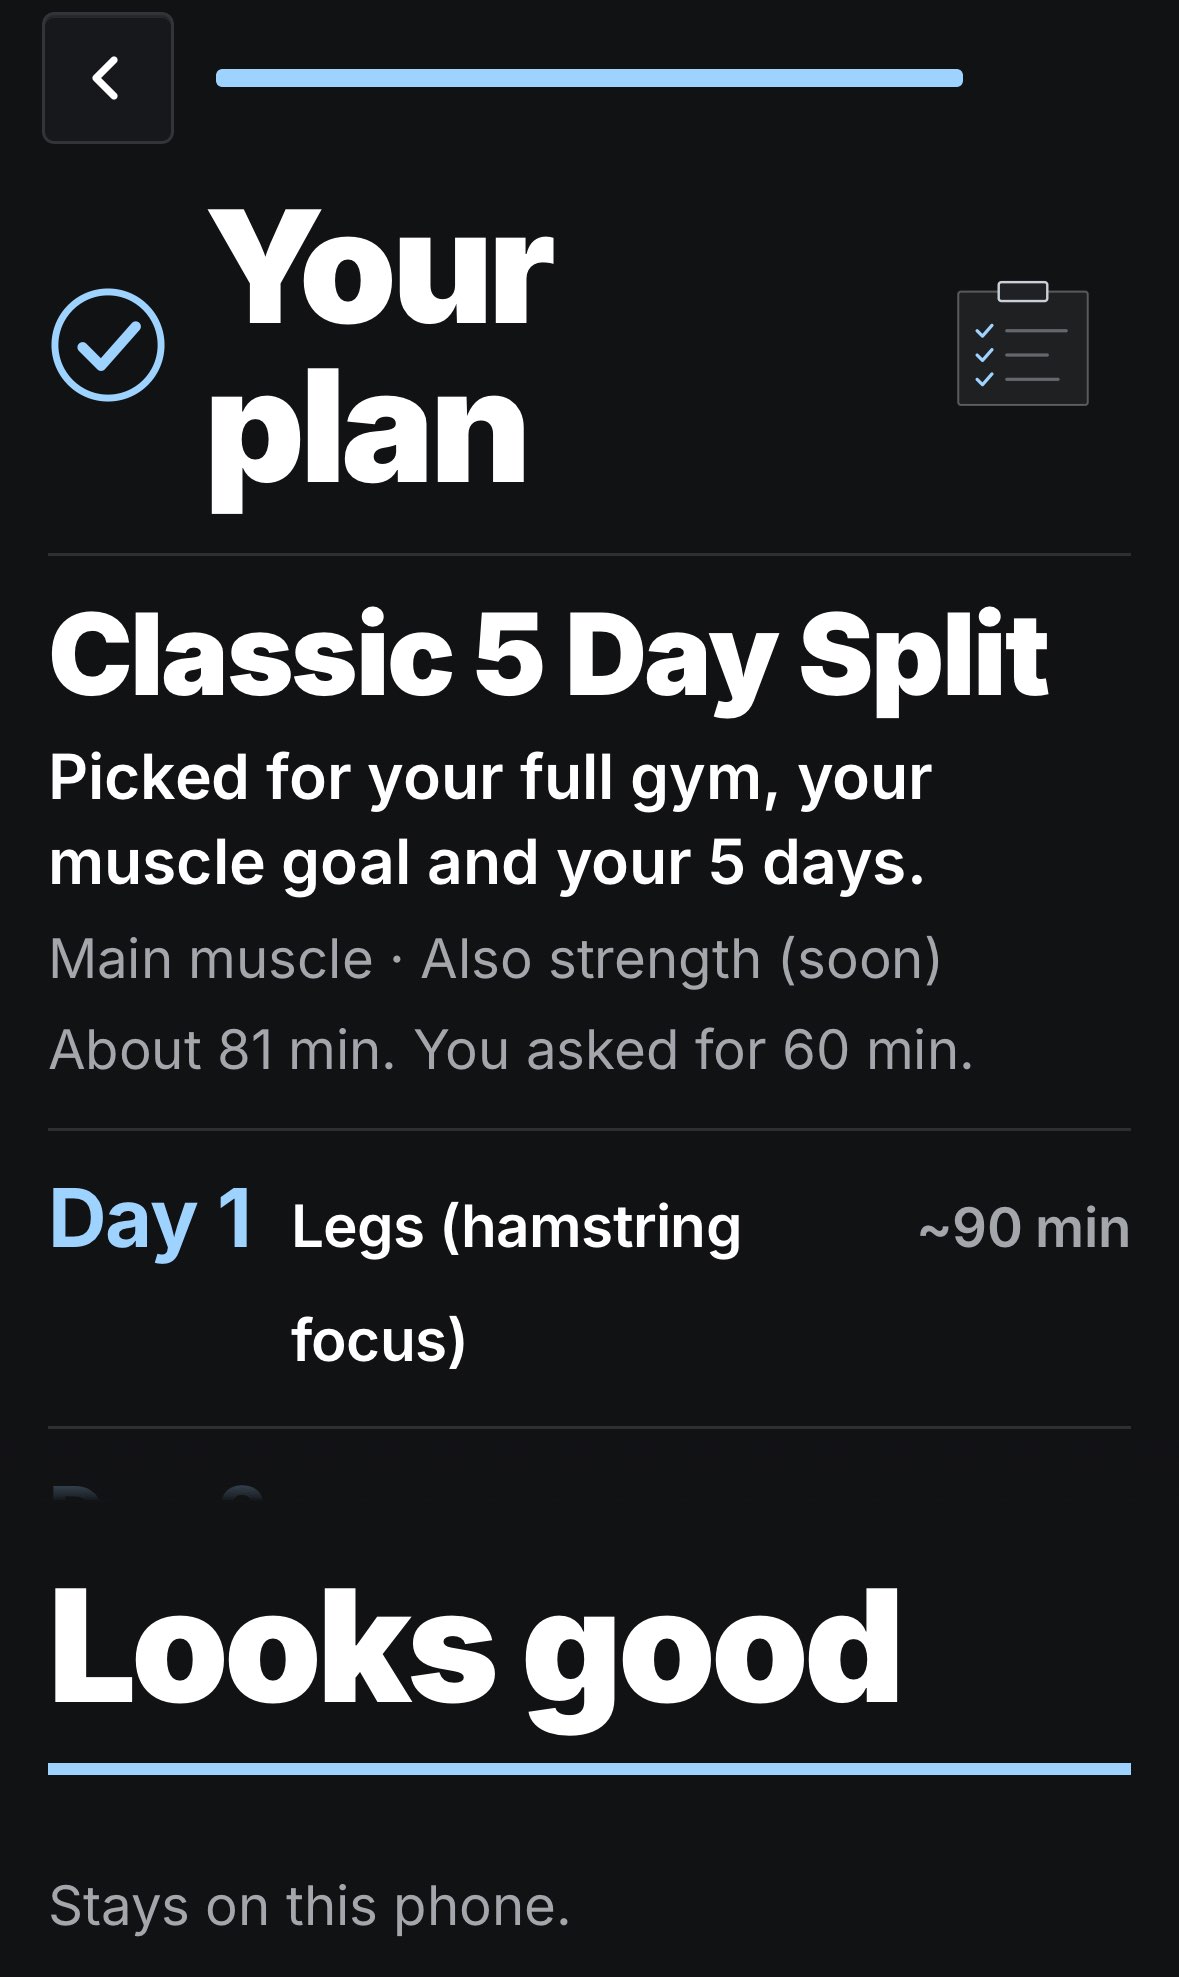 Your
plan
Classic 5 Day Split
Picked for your full gym, your
muscle goal and your 5 days.
Main muscle · Also strength (soon)
About 81 min. You asked for 60 min.
Day 1 Legs (hamstring ~90 min
focus)
Looks good
Stays on this phone.